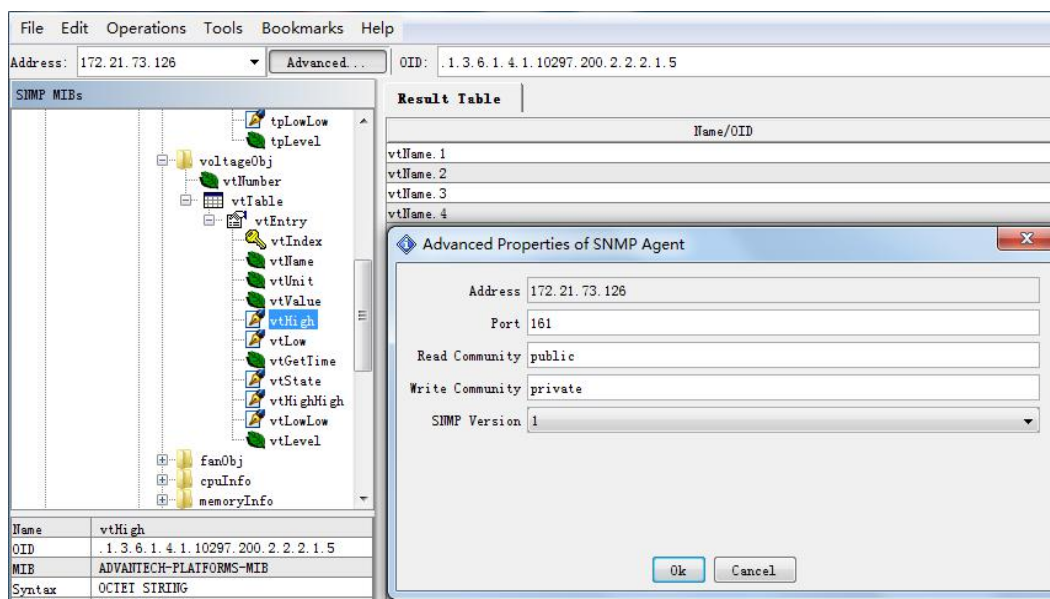 File Edit Operations Tools Bookmarks Help
Address: 172.21.73.126 Advanced... OID: .1.3.6.1.4.1.10297.200.2.2.2.1.5
SNMP MIBs
Result Table
tpLowLow
tpLevel
voltageObj
vtNumber
vtTable
vtEntry
vtIndex
vtName
vtUnit
vtValue
vtHigh
vtLow
vtGetTime
vtState
vtHighHigh
vtLowLow
vtLevel
fanObj
cpuInfo
memoryInfo
Name vtHigh
OID .1.3.6.1.4.1.10297.200.2.2.2.1.5
MIB ADVANTECH-PLATFORMS-MIB
Syntax OCTET STRING
Name/OID
vtName.1
vtName.2
vtName.3
vtName.4
Advanced Properties of SNMP Agent
Address 172.21.73.126
Port 161
Read Community public
Write Community private
SNMP Version 1
Ok Cancel